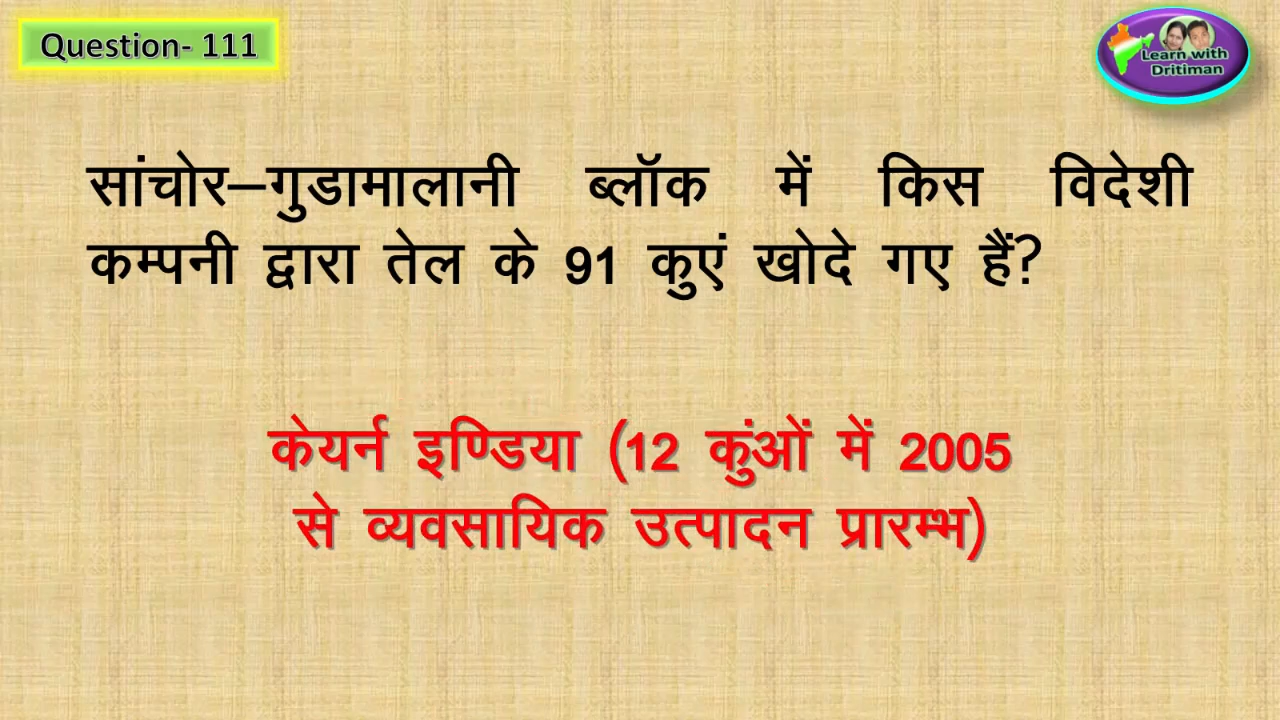 Question- 111
Learn with
Dritiman
सांचोर–गुडामालानी ब्लॉक में किस विदेशी
कम्पनी द्वारा तेल के 91 कुएं खोदे गए हैं?
केयर्न इण्डिया (12 कुंओं में 2005
से व्यवसायिक उत्पादन प्रारम्भ)